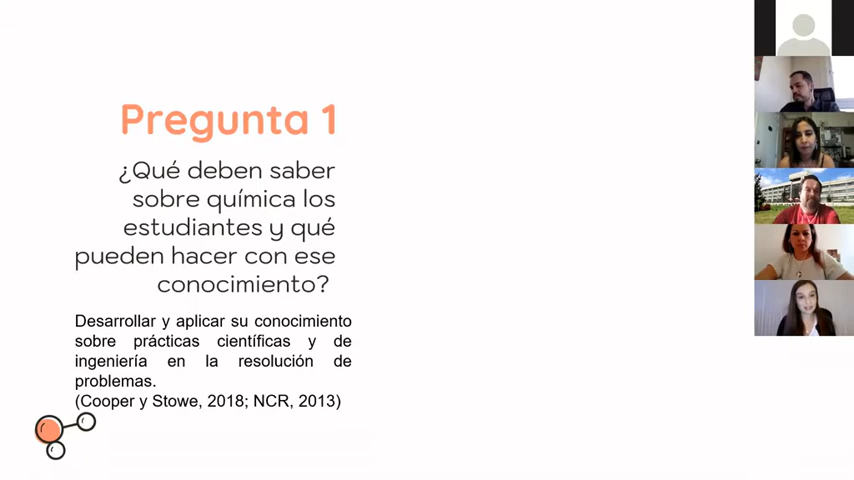 Pregunta 1
¿Qué deben saber
sobre química los
estudiantes y qué
pueden hacer con ese
conocimiento?
Desarrollar y aplicar su conocimiento
sobre prácticas científicas y de
ingeniería en la resolución de
problemas.
(Cooper y Stowe, 2018; NCR, 2013)